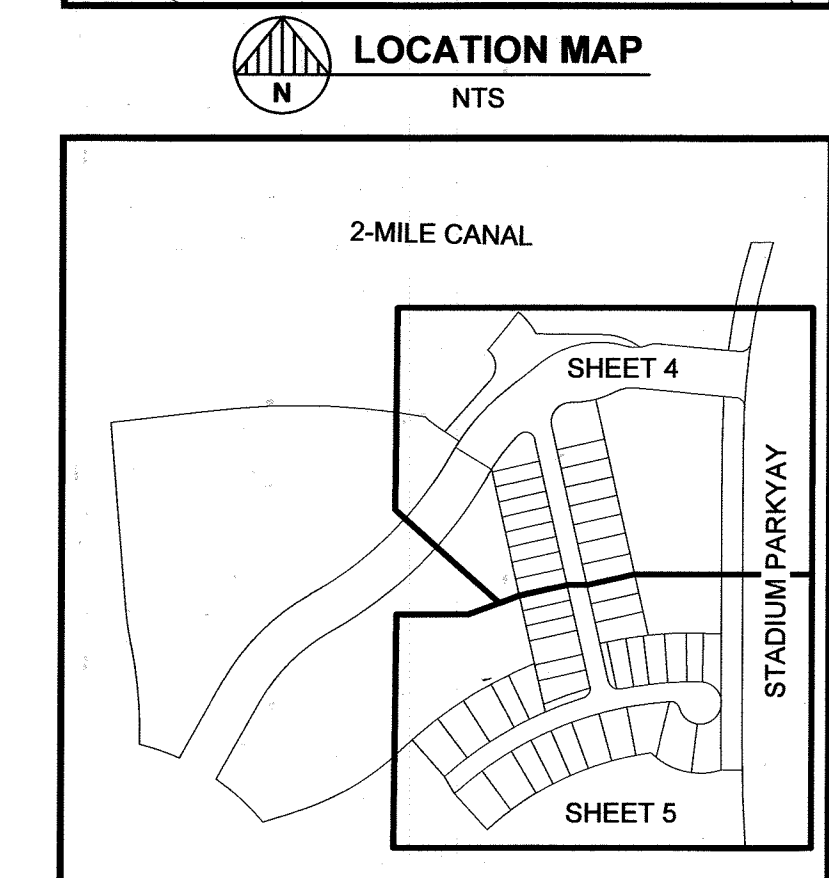 LOCATION MAP
N
NTS
2-MILE CANAL
SHEET 4
STADIUM PARKYAY
SHEET 5